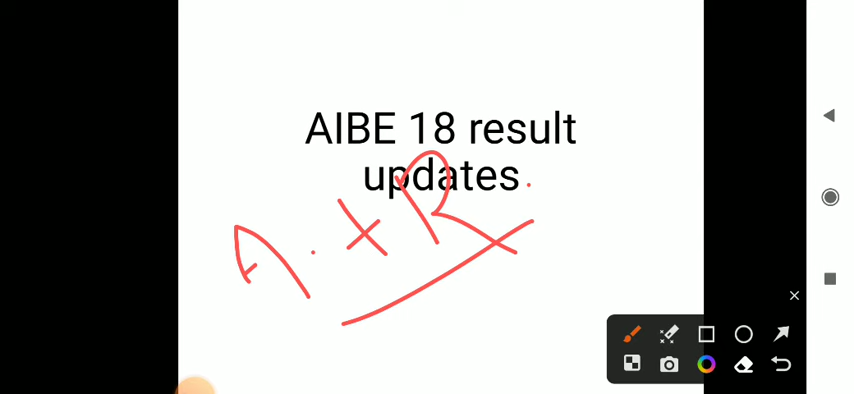 AIBE 18 result
updates
A. + R.